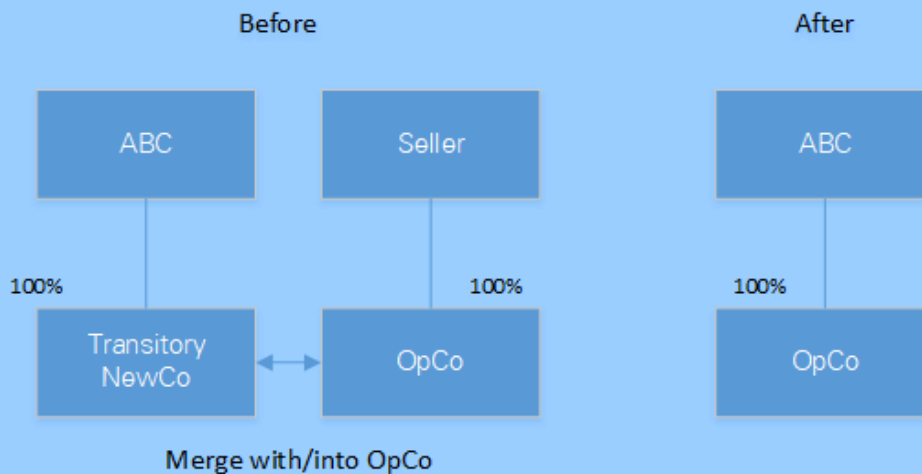 Before
After
ABC
Seller
ABC
100%
100%
100%
Transitory
NewCo
OpCo
OpCo
Merge with/into OpCo